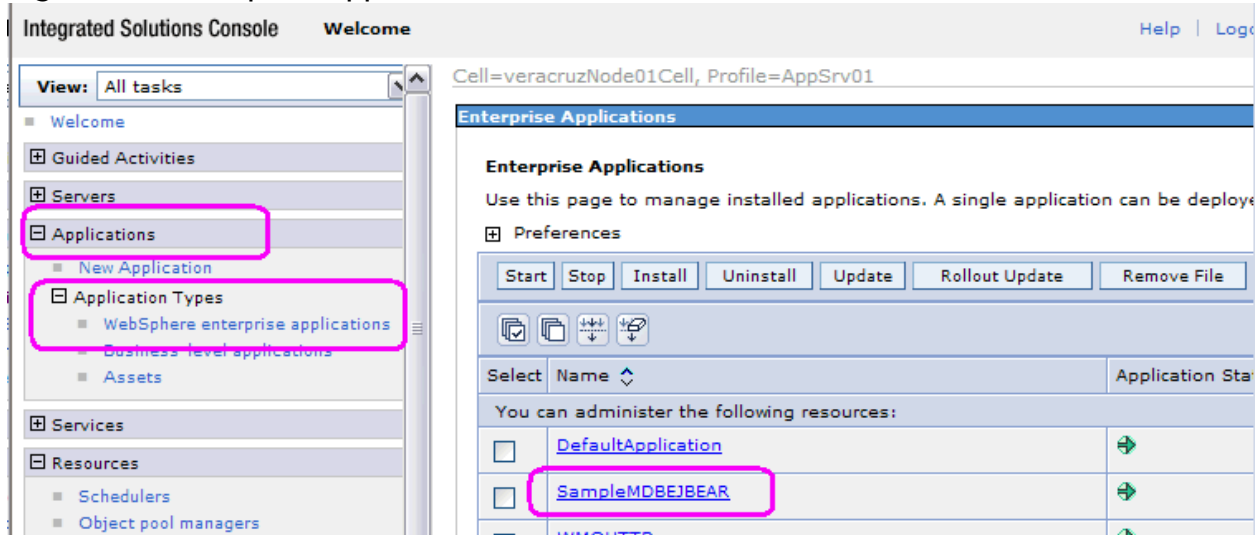 Integrated Solutions Console Welcome Help | Logo
View: All tasks
Cell=veracruzNode01Cell, Profile=AppSrv01
Welcome
Guided Activities
Servers
Applications
New Application
Application Types
WebSphere enterprise applications
Business-level applications
Assets
Services
Resources
Schedulers
Object pool managers
Enterprise Applications
Enterprise Applications
Use this page to manage installed applications. A single application can be deploye
Preferences
Start Stop Install Uninstall Update Rollout Update Remove File
Select Name Application Sta
You can administer the following resources:
DefaultApplication
SampleMDBEJBEAR